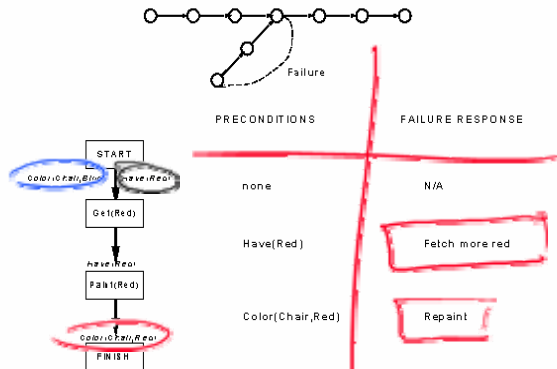 Failure
PRECONDITIONS
FAILURE RESPONSE
START
Color(Chair,Blue) Have(Red)
none
N/A
Get(Red)
Have(Red)
Fetch more red
Have(Red)
Paint(Red)
Color(Chair,Red)
Repaint
Color(Chair,Red)
FINISH